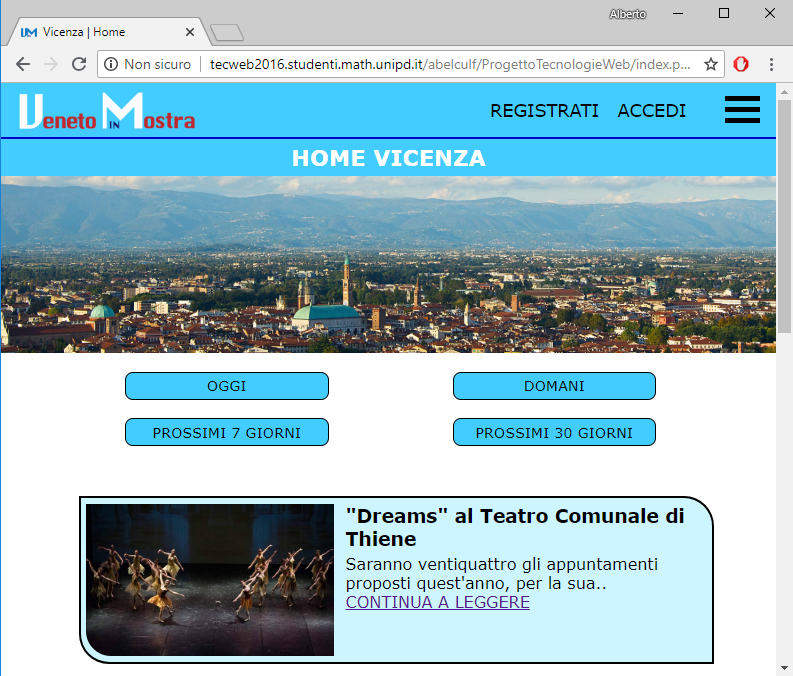 Alberto
VM Vicenza | Home
Non sicuro tecweb2016.studenti.math.unipd.it/abelculf/ProgettoTecnologieWeb/index.p...
Veneto IN Mostra
REGISTRATI ACCEDI
HOME VICENZA
OGGI DOMANI
PROSSIMI 7 GIORNI PROSSIMI 30 GIORNI
"Dreams" al Teatro Comunale di
Thiene
Saranno ventiquattro gli appuntamenti
proposti quest'anno, per la sua..
CONTINUA A LEGGERE